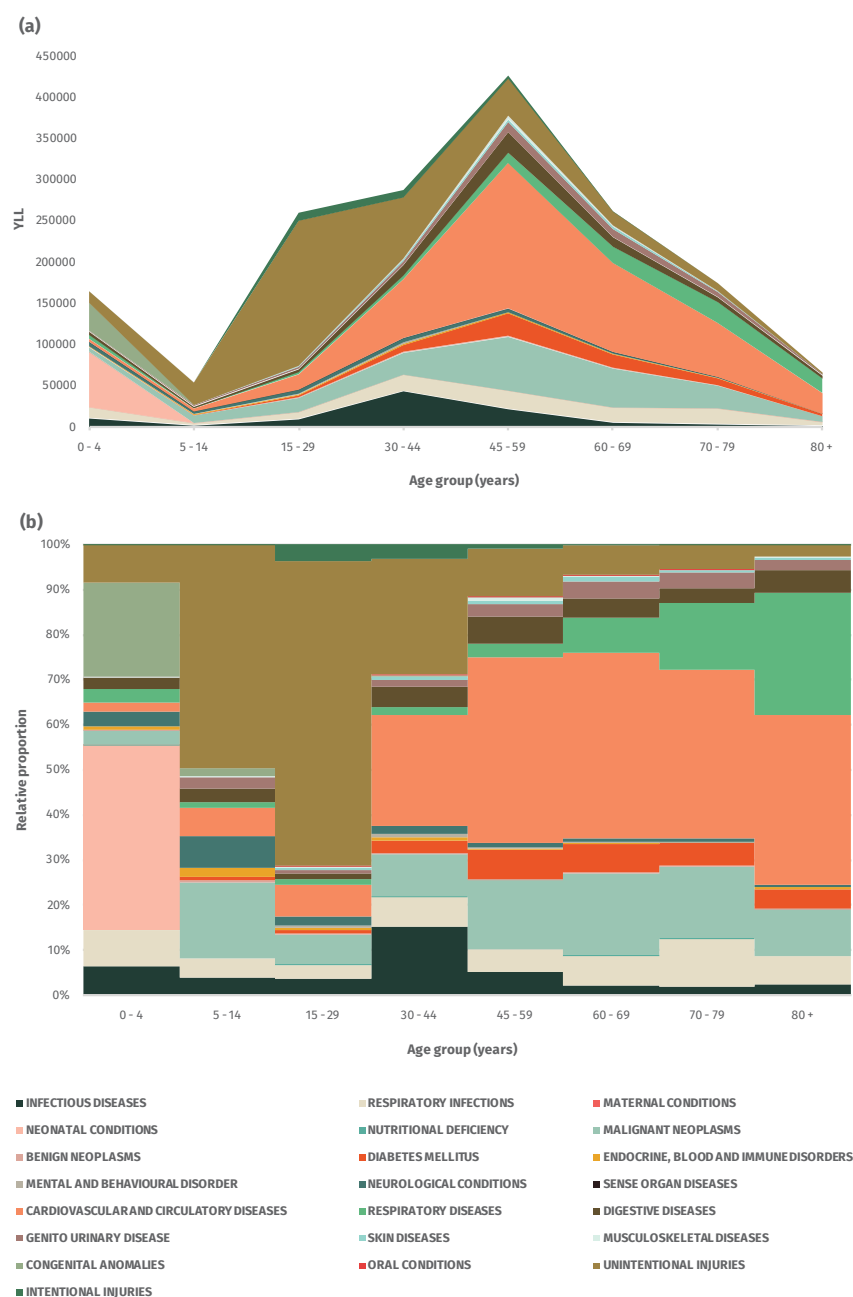 (a)
450000
400000
350000
300000
250000
200000
150000
100000
50000
0
YLL
0 - 4 5 - 14 15 - 29 30 - 44 45 - 59 60 - 69 70 - 79 80 +
Age group (years)
(b)
100%
90%
80%
70%
60%
50%
40%
30%
20%
10%
0%
Relative proportion
0 - 4 5 - 14 15 - 29 30 - 44 45 - 59 60 - 69 70 - 79 80 +
Age group (years)
INFECTIOUS DISEASES RESPIRATORY INFECTIONS MATERNAL CONDITIONS
NEONATAL CONDITIONS NUTRITIONAL DEFICIENCY MALIGNANT NEOPLASMS
BENIGN NEOPLASMS DIABETES MELLITUS ENDOCRINE, BLOOD AND IMMUNE DISORDERS
MENTAL AND BEHAVIOURAL DISORDER NEUROLOGICAL CONDITIONS SENSE ORGAN DISEASES
CARDIOVASCULAR AND CIRCULATORY DISEASES RESPIRATORY DISEASES DIGESTIVE DISEASES
GENITO URINARY DISEASE SKIN DISEASES MUSCULOSKELETAL DISEASES
CONGENITAL ANOMALIES ORAL CONDITIONS UNINTENTIONAL INJURIES
INTENTIONAL INJURIES